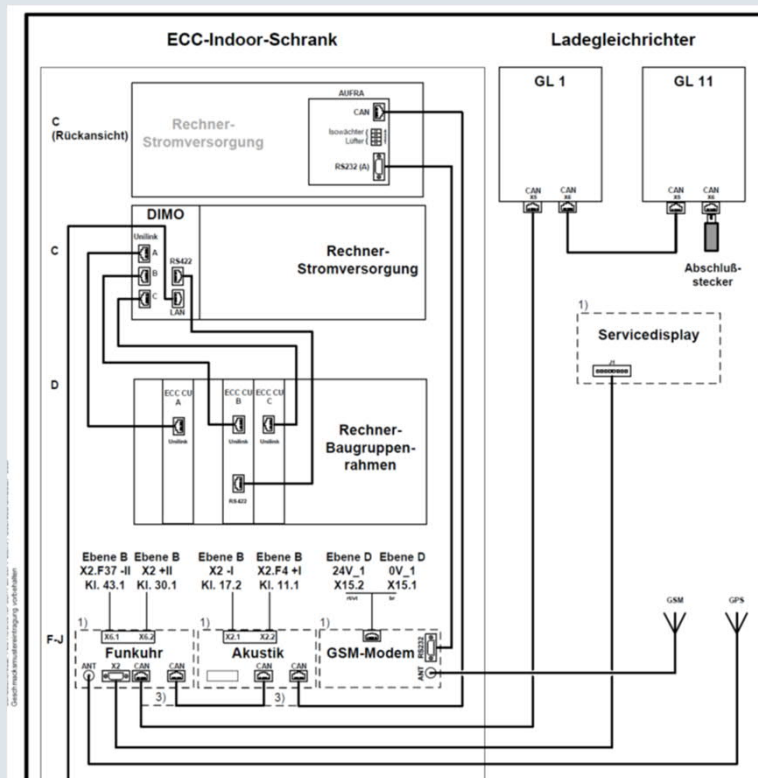 ECC-Indoor-Schrank
Ladegleichrichter
C
(Rückansicht)
Rechner-
Stromversorgung
AUFRA
CAN
Isowächter
Lüfter
RS232 (A)
GL 1
CAN CAN
X5 X6
GL 11
CAN CAN
X5 X6
Abschluß-
stecker
C
DIMO
Unilink
A
B
C
RS422
LAN
Rechner-
Stromversorgung
1)
Servicedisplay
J1
D
ECC CU
A
Unilink
ECC CU
B
Unilink
RS422
ECC CU
C
Unilink
Rechner-
Baugruppen-
rahmen
Ebene B Ebene B Ebene B Ebene B Ebene D Ebene D
X2.F37 -II X2 +II X2 -I X2.F4 +I 24V_1 0V_1
Kl. 43.1 Kl. 30.1 Kl. 17.2 Kl. 11.1 X15.2 X15.1
GSM
GPS
F-J
1)
X6.1 X6.2
Funkuhr
ANT X2 CAN CAN
1)
X2.1 X2.2
Akustik
CAN CAN
1)
GSM-Modem
RS232
ANT
3)
3)
Geschmacksmustereintragung vorbehalten